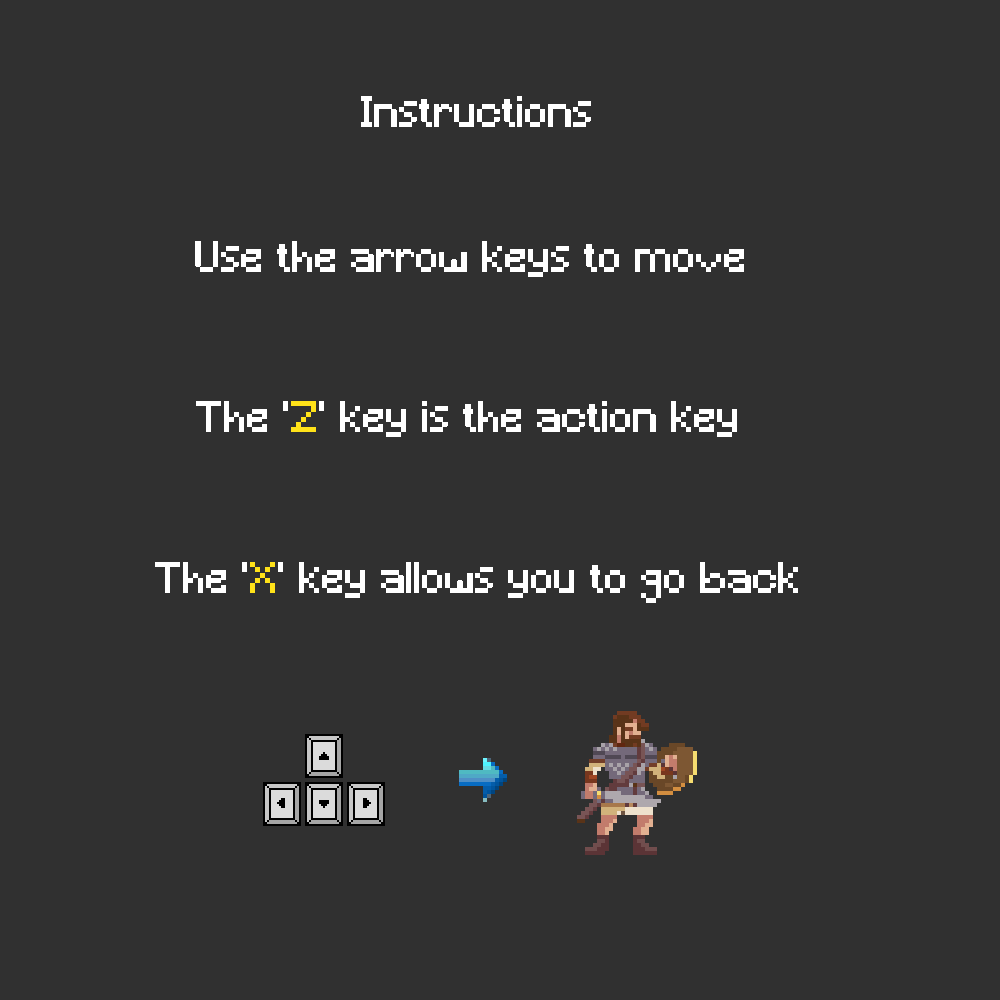 Instructions
Use the arrow keys to move
The 'Z' key is the action key
The 'X' key allows you to go back